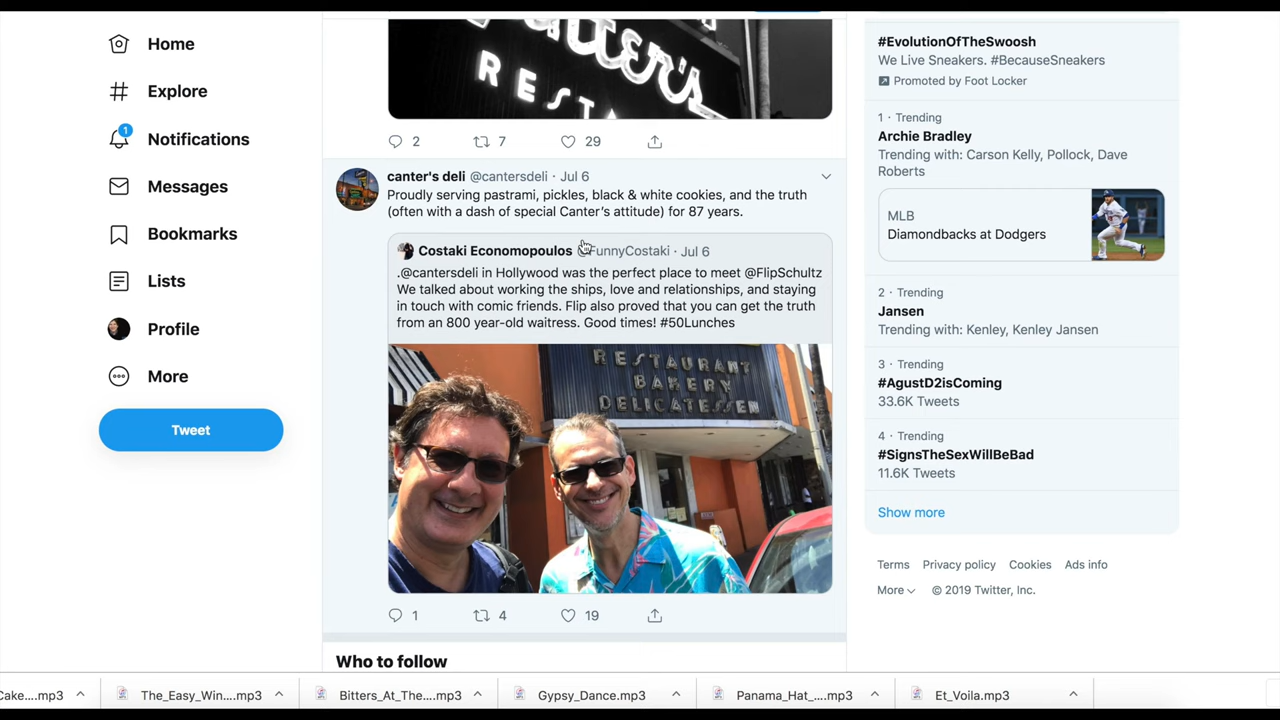 Home
Explore
1
Notifications
Messages
Bookmarks
Lists
Profile
More
Tweet
RESTA
2
7
29
canter's deli @cantersdeli · Jul 6
Proudly serving pastrami, pickles, black & white cookies, and the truth
(often with a dash of special Canter's attitude) for 87 years.
Costaki Economopoulos @FunnyCostaki · Jul 6
.@cantersdeli in Hollywood was the perfect place to meet @FlipSchultz
We talked about working the ships, love and relationships, and staying
in touch with comic friends. Flip also proved that you can get the truth
from an 800 year-old waitress. Good times! #50Lunches
RESTAURANT
BAKERY
DELICATESSEN
1
4
19
Who to follow
#EvolutionOfTheSwoosh
We Live Sneakers. #BecauseSneakers
Promoted by Foot Locker
1 · Trending
Archie Bradley
Trending with: Carson Kelly, Pollock, Dave
Roberts
MLB
Diamondbacks at Dodgers
2 · Trending
Jansen
Trending with: Kenley, Kenley Jansen
3 · Trending
#AgustD2isComing
33.6K Tweets
4 · Trending
#SignsTheSexWillBeBad
11.6K Tweets
Show more
Terms Privacy policy Cookies Ads info
More © 2019 Twitter, Inc.
Cake....mp3
The_Easy_Win....mp3
Bitters_At_The....mp3
Gypsy_Dance.mp3
Panama_Hat_....mp3
Et_Voila.mp3